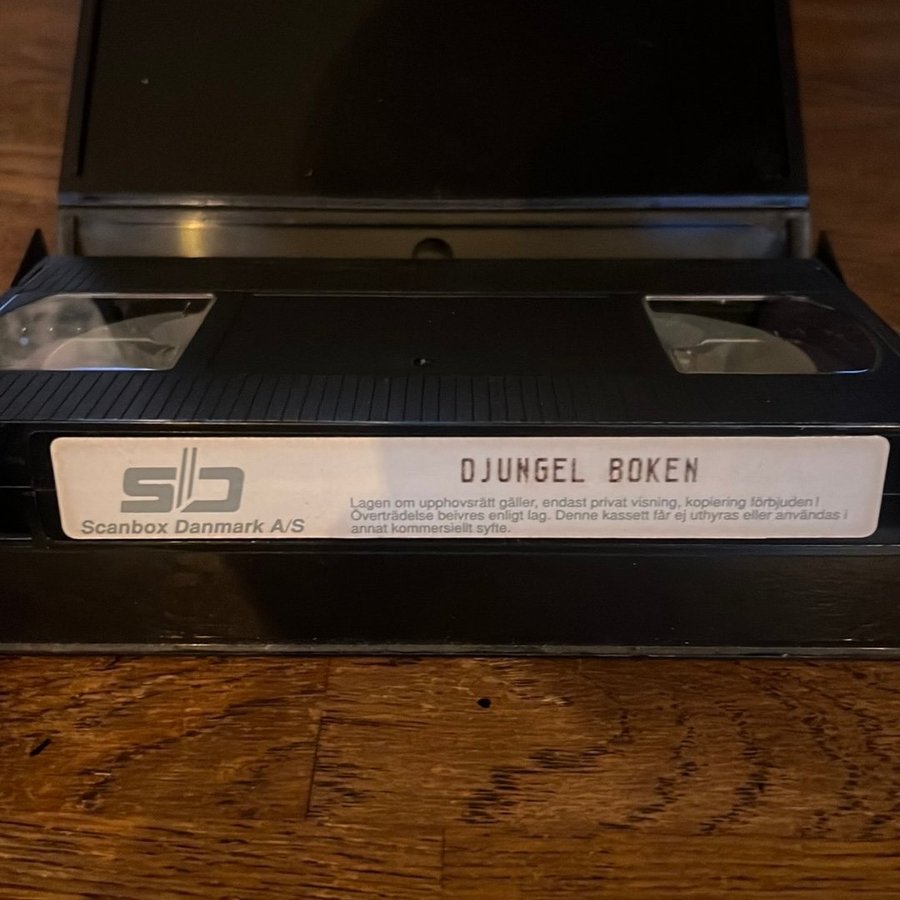 DJUNGEL BOKEN
sb
Scanbox Danmark A/S
Lagen om upphovsrätt gäller, endast privat visning, kopiering förbjuden!
Överträdelse beivres enligt lag. Denne kassett får ej uthyras eller användas i
annat kommersiellt syfte.